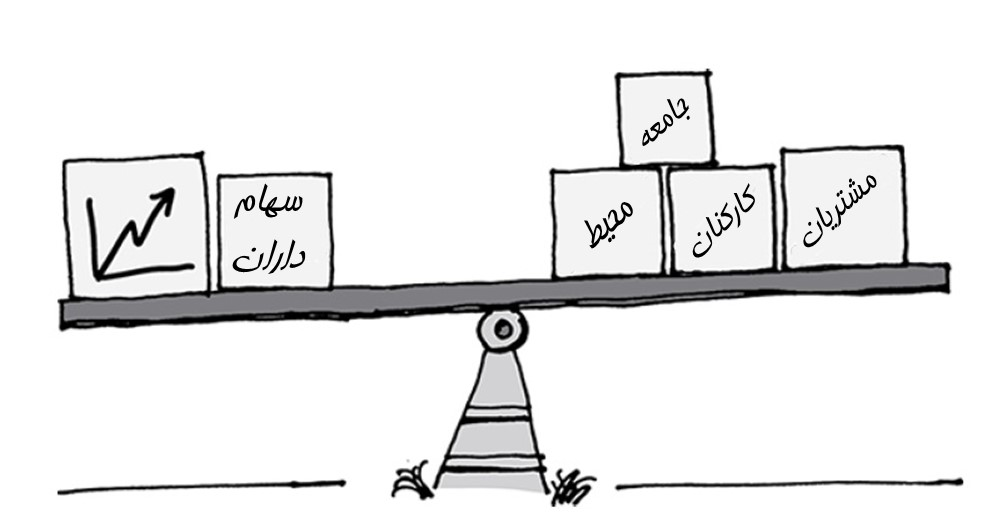 جامعه
سهام
داران
محیط
کارکنان
مشتریان